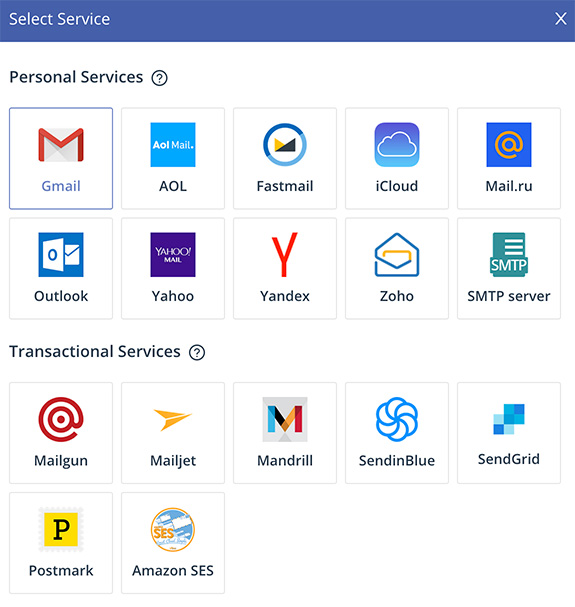 Select Service X
Personal Services ?
Aol Mail.
Gmail AOL Fastmail iCloud Mail.ru
YAHOO!
MAIL
SMTP
Outlook Yahoo Yandex Zoho SMTP server
Transactional Services ?
Mailgun Mailjet Mandrill SendinBlue SendGrid
P
SES
Postmark Amazon SES